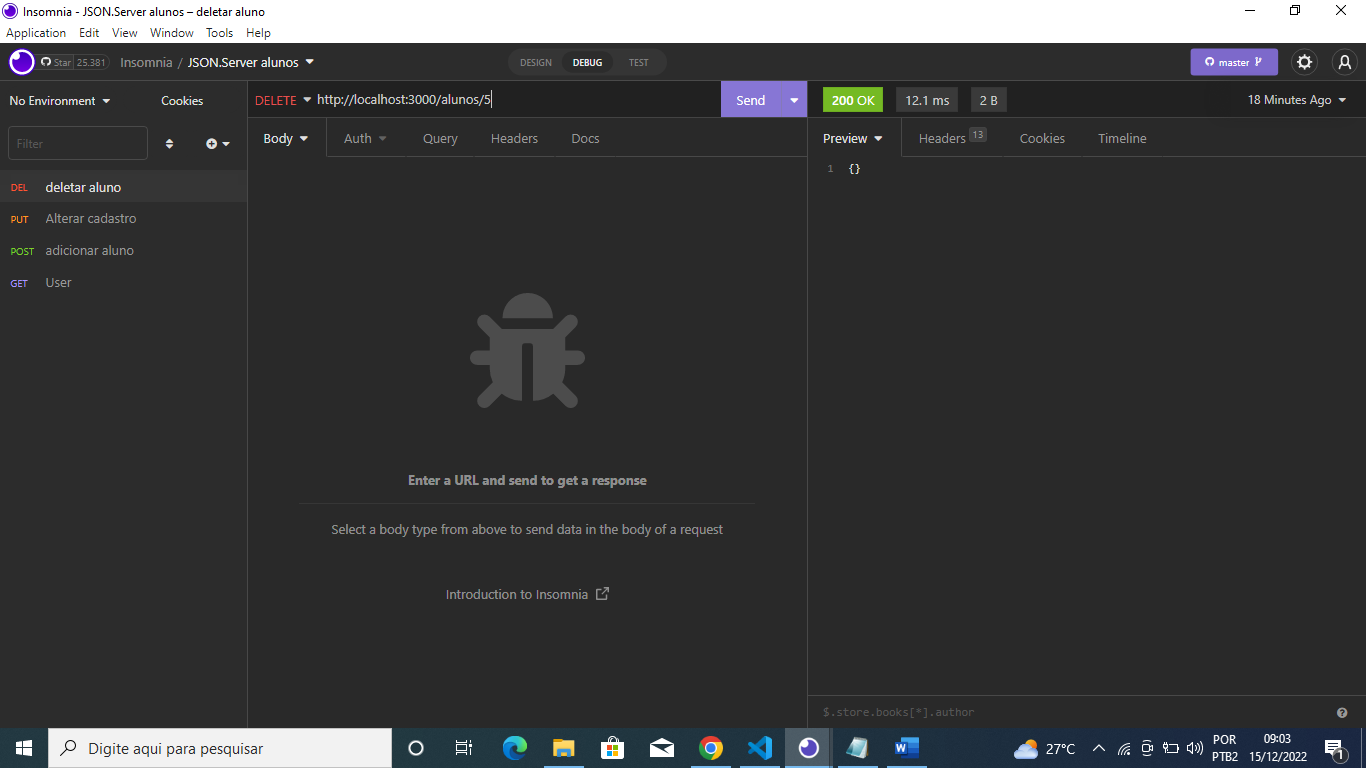 Insomnia - JSON.Server alunos – deletar aluno
Application Edit View Window Tools Help
Star 25.381 Insomnia / JSON.Server alunos DESIGN DEBUG TEST master
No Environment Cookies DELETE http://localhost:3000/alunos/5 Send 200 OK 12.1 ms 2 B 18 Minutes Ago
Filter Body Auth Query Headers Docs Preview Headers 13 Cookies Timeline
1 {}
DEL deletar aluno
PUT Alterar cadastro
POST adicionar aluno
GET User
Enter a URL and send to get a response
Select a body type from above to send data in the body of a request
Introduction to Insomnia
$.store.books[*].author
Digite aqui para pesquisar
27°C
POR
PTB2
09:03
15/12/2022
1